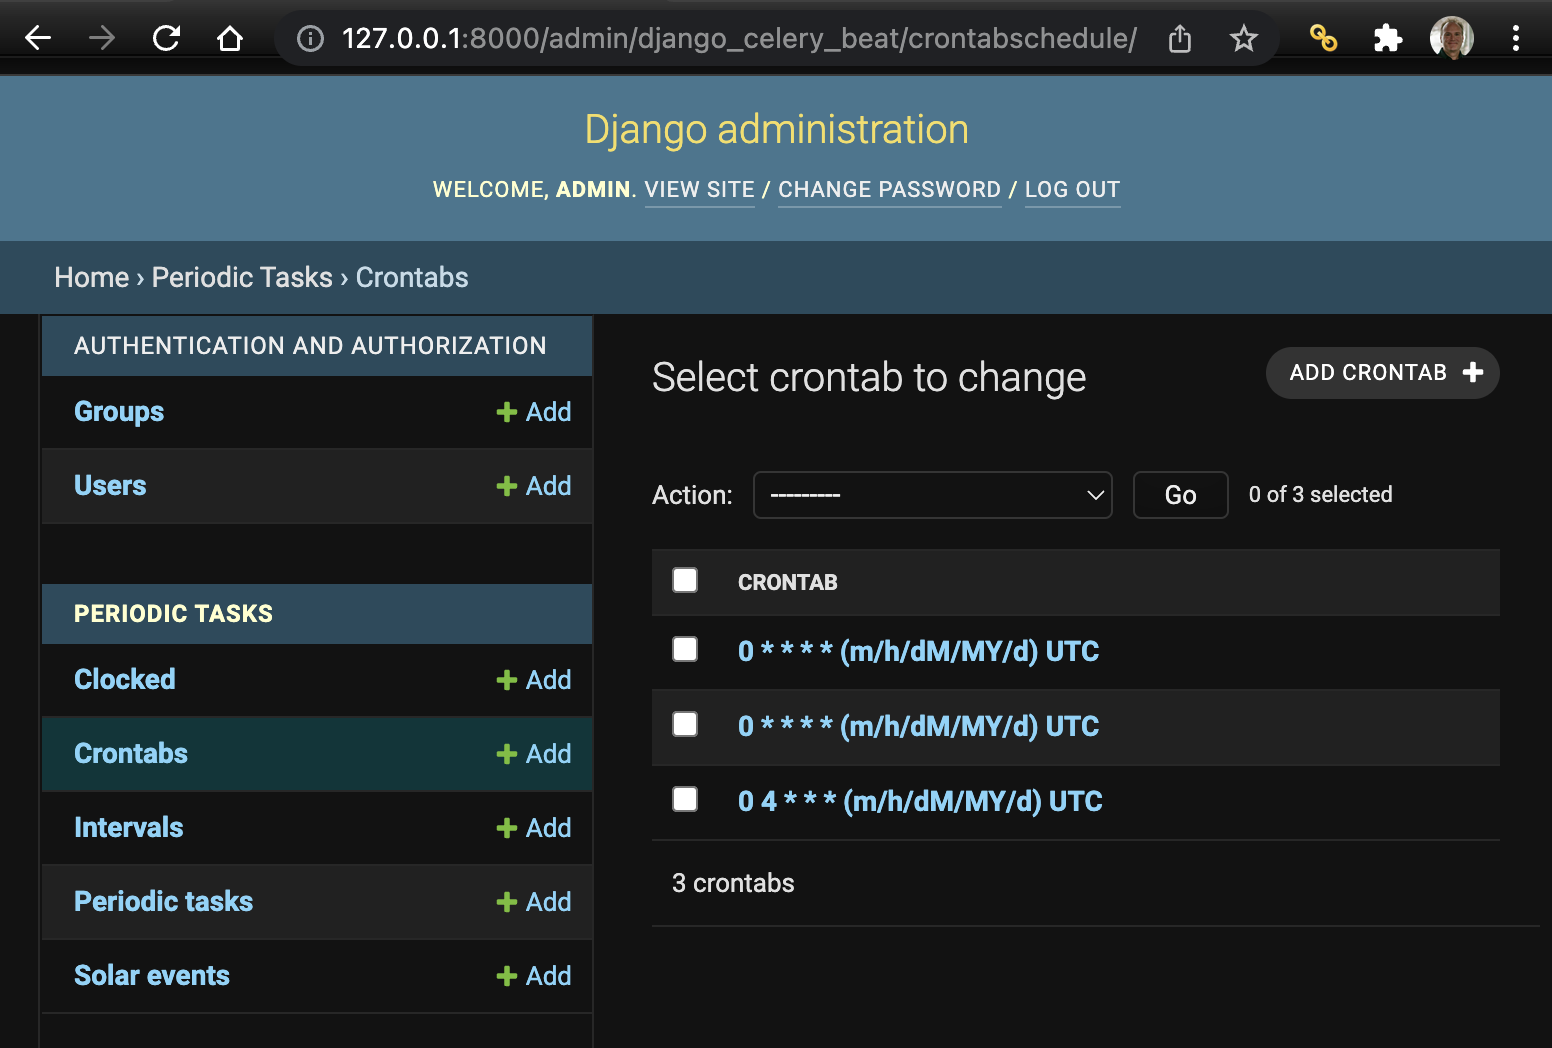 127.0.0.1:8000/admin/django_celery_beat/crontabschedule/
Django administration
WELCOME, ADMIN. VIEW SITE / CHANGE PASSWORD / LOG OUT
Home › Periodic Tasks › Crontabs
AUTHENTICATION AND AUTHORIZATION
Groups Add
Users Add
PERIODIC TASKS
Clocked Add
Crontabs Add
Intervals Add
Periodic tasks Add
Solar events Add
Select crontab to change
ADD CRONTAB
Action: --------- Go 0 of 3 selected
CRONTAB
0 * * * * (m/h/dM/MY/d) UTC
0 * * * * (m/h/dM/MY/d) UTC
0 4 * * * (m/h/dM/MY/d) UTC
3 crontabs